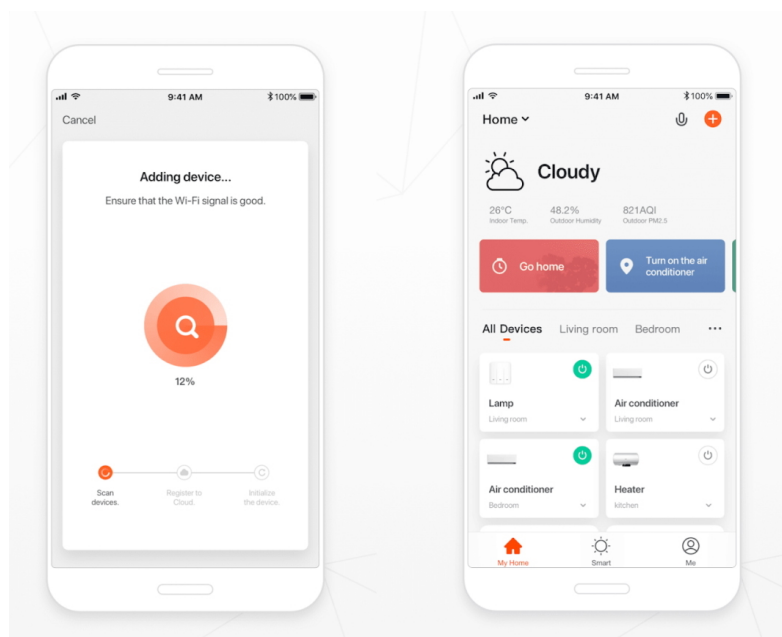 9:41 AM
100%
Cancel
Adding device...
Ensure that the Wi-Fi signal is good.
12%
Scan
devices.
Register to
Cloud.
Initialize
the device.
9:41 AM
100%
Home
Cloudy
26°C
48.2%
821AQI
Indoor Temp.
Outdoor Humidity
Outdoor PM2.5
Go home
Turn on the air
conditioner
All Devices
Living room
Bedroom
Lamp
Living room
Air conditioner
Living room
Air conditioner
Bedroom
Heater
kitchen
My Home
Smart
Me